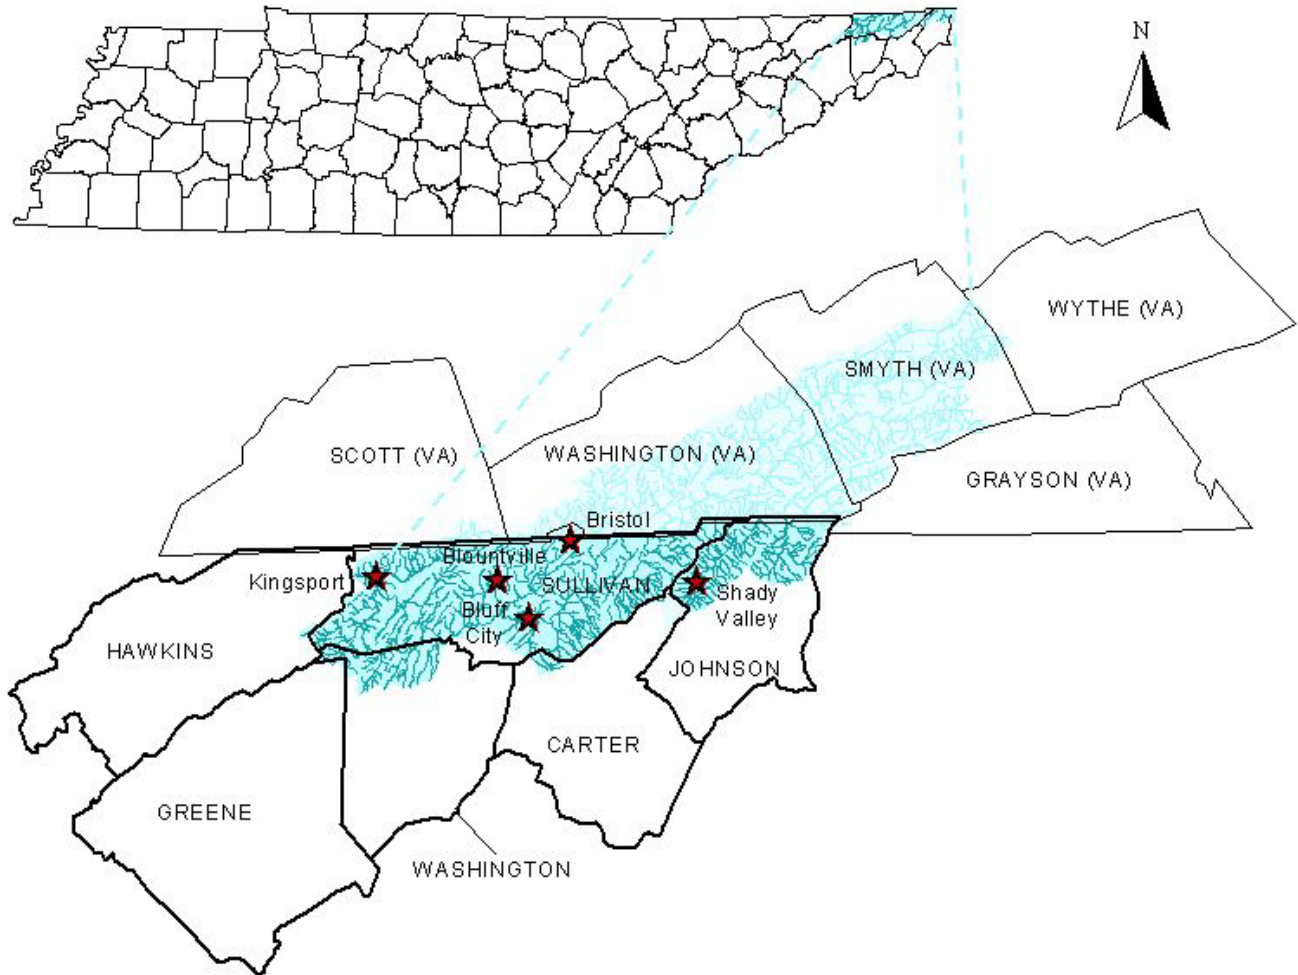 N
WYTHE (VA)
SMYTH (VA)
SCOTT (VA)
WASHINGTON (VA)
GRAYSON (VA)
Bristol
Blountville
Kingsport
SULLIVAN
Shady
Valley
Bluff
City
HAWKINS
JOHNSON
CARTER
GREENE
WASHINGTON